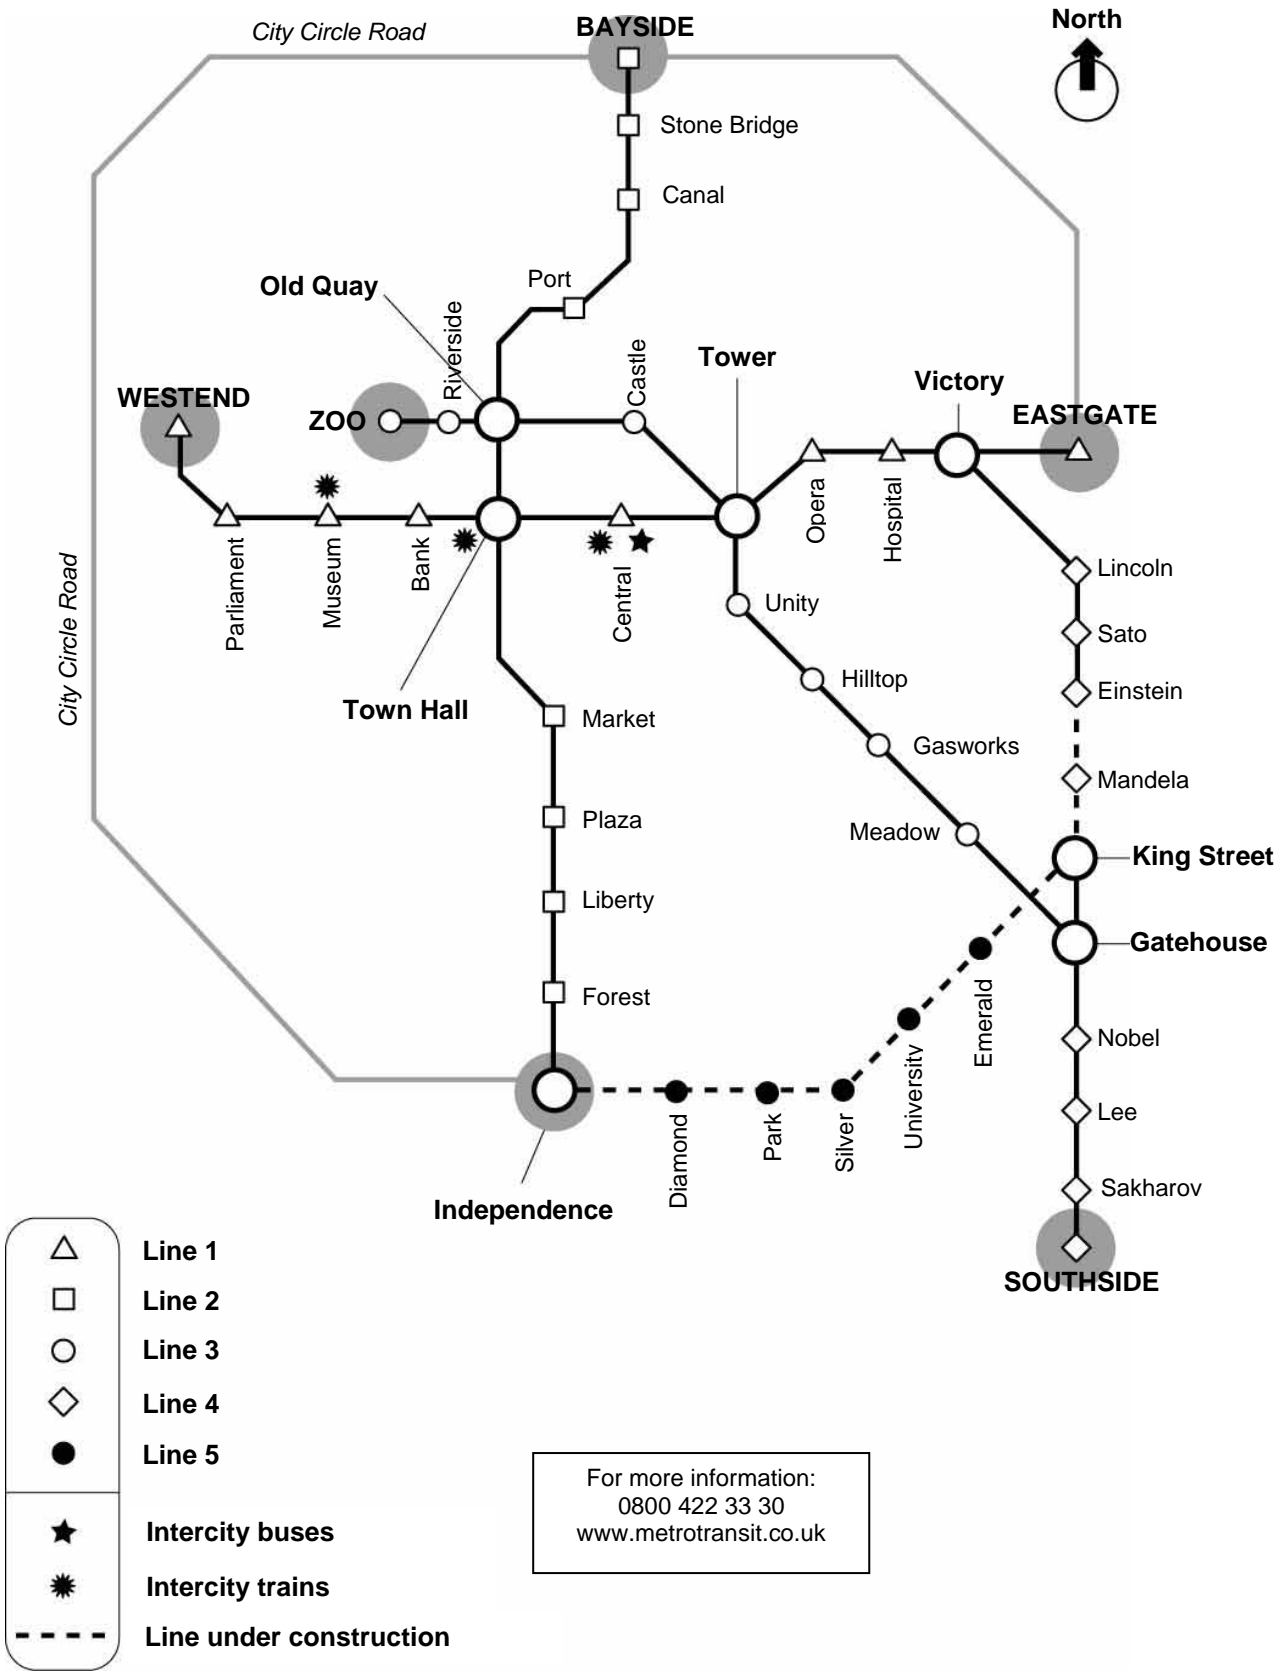 North
City Circle Road
BAYSIDE
Stone Bridge
Canal
Port
Old Quay
Riverside
Castle
Tower
Victory
WESTEND
ZOO
EASTGATE
Parliament
Museum
Bank
Central
Opera
Hospital
Lincoln
Unity
Sato
City Circle Road
Hilltop
Einstein
Town Hall
Market
Gasworks
Mandela
Plaza
Meadow
King Street
Liberty
Gatehouse
Forest
Emerald
Nobel
University
Diamond
Park
Silver
Lee
Sakharov
Independence
SOUTHSIDE
Line 1
Line 2
Line 3
Line 4
Line 5
Intercity buses
Intercity trains
Line under construction
For more information:
0800 422 33 30
www.metrotransit.co.uk